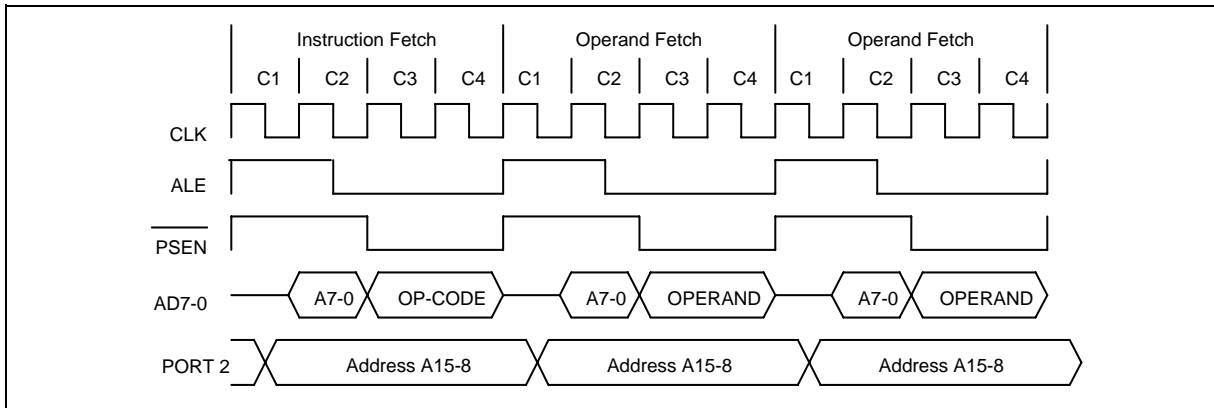 Instruction Fetch Operand Fetch Operand Fetch
C1 C2 C3 C4 C1 C2 C3 C4 C1 C2 C3 C4
CLK
ALE
PSEN
AD7-0 A7-0 OP-CODE A7-0 OPERAND A7-0 OPERAND
PORT 2 Address A15-8 Address A15-8 Address A15-8